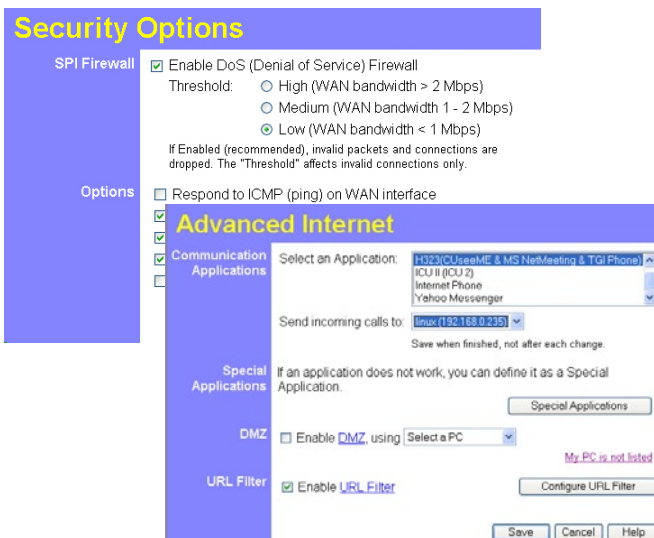 Security Options
SPI Firewall
Enable DoS (Denial of Service) Firewall
Threshold:
High (WAN bandwidth > 2 Mbps)
Medium (WAN bandwidth 1 - 2 Mbps)
Low (WAN bandwidth < 1 Mbps)
If Enabled (recommended), invalid packets and connections are
dropped. The "Threshold" affects invalid connections only.
Options
Respond to ICMP (ping) on WAN interface
Advanced Internet
Communication
Applications
Select an Application:
H323(CUseeME & MS NetMeeting & TGI Phone)
ICU II (ICU 2)
Internet Phone
Yahoo Messenger
Send incoming calls to:
linux (192.168.0.235)
Save when finished, not after each change.
Special
Applications
If an application does not work, you can define it as a Special
Application.
Special Applications
DMZ
Enable DMZ, using
Select a PC
My PC is not listed
URL Filter
Enable URL Filter
Configure URL Filter
Save
Cancel
Help